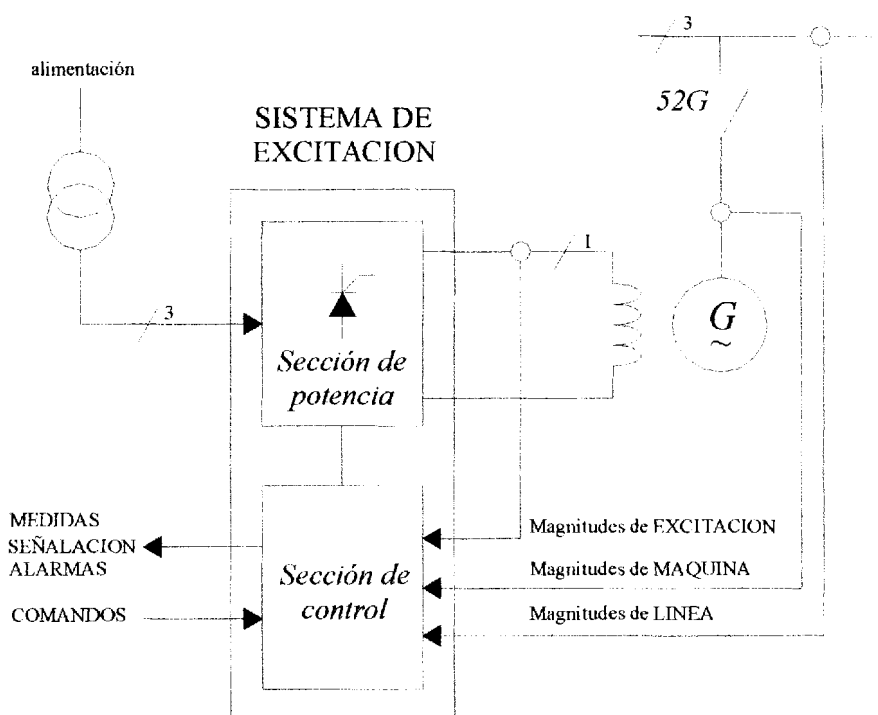 3
alimentación
52G
SISTEMA DE
EXCITACION
1
3
G
~
Sección de
potencia
MEDIDAS
SEÑALACION
ALARMAS
COMANDOS
Sección de
control
Magnitudes de EXCITACION
Magnitudes de MAQUINA
Magnitudes de LINEA